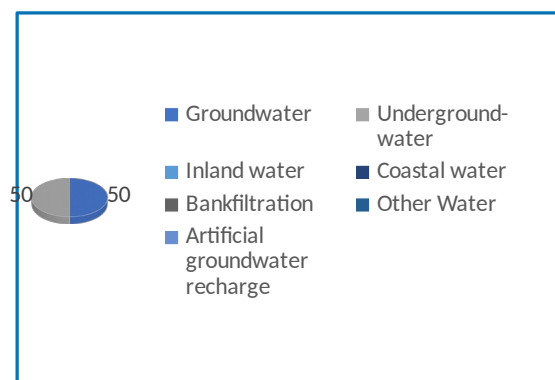 Groundwater
Underground-
water
Inland water
Coastal water
50
50
Bankfiltration
Other Water
Artificial
groundwater
recharge